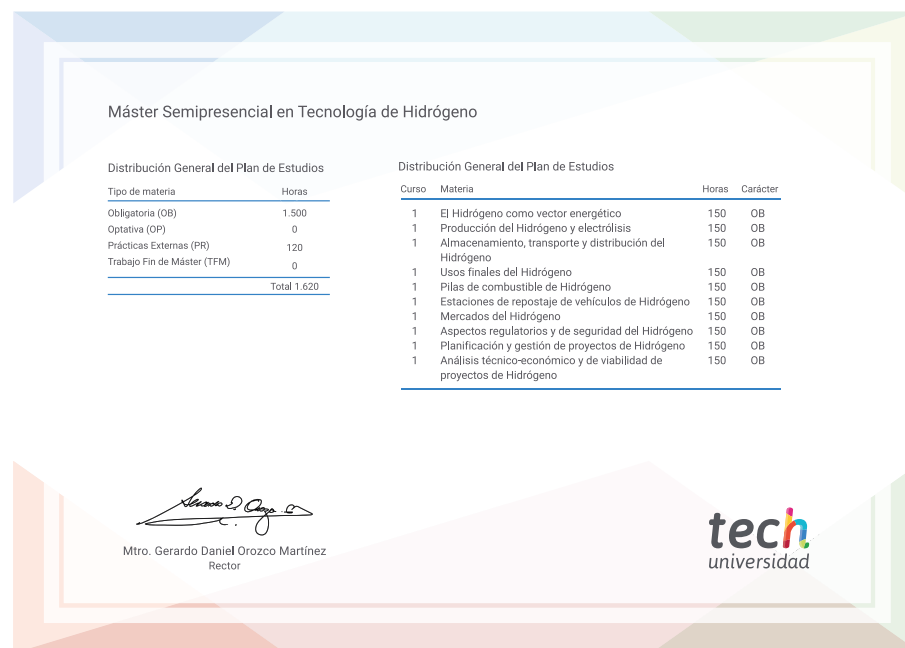 Máster Semipresencial en Tecnología de Hidrógeno
Distribución General del Plan de Estudios
Tipo de materia Horas
Obligatoria (OB) 1.500
Optativa (OP) 0
Prácticas Externas (PR) 120
Trabajo Fin de Máster (TFM) 0
Total 1.620
Distribución General del Plan de Estudios
Curso Materia Horas Carácter
1 El Hidrógeno como vector energético 150 OB
1 Producción del Hidrógeno y electrólisis 150 OB
1 Almacenamiento, transporte y distribución del 150 OB
Hidrógeno
1 Usos finales del Hidrógeno 150 OB
1 Pilas de combustible de Hidrógeno 150 OB
1 Estaciones de repostaje de vehículos de Hidrógeno 150 OB
1 Mercados del Hidrógeno 150 OB
1 Aspectos regulatorios y de seguridad del Hidrógeno 150 OB
1 Planificación y gestión de proyectos de Hidrógeno 150 OB
1 Análisis técnico-económico y de viabilidad de 150 OB
proyectos de Hidrógeno
Mtro. Gerardo Daniel Orozco Martínez
Rector
tech
universidad